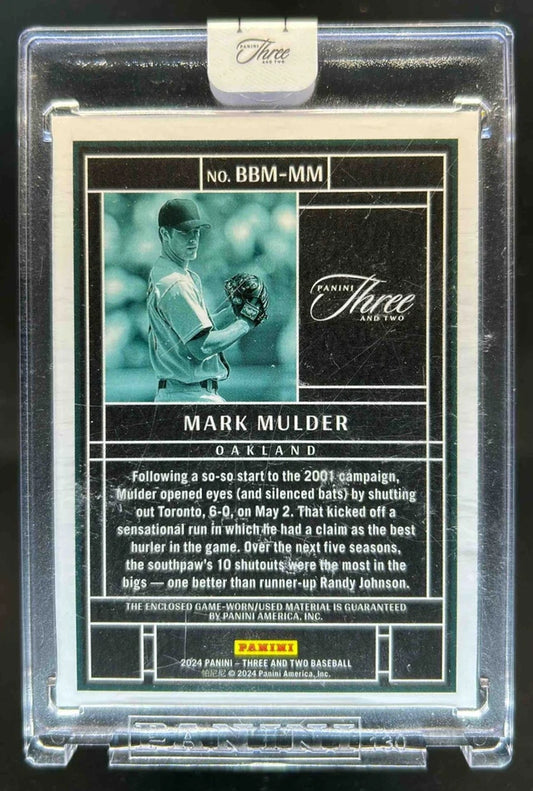 PANINI
Three
AND TWO
NO. BBM-MM
PANINI
Three
AND TWO
MARK MULDER
OAKLAND
Following a so-so start to the 2001 campaign,
Mulder opened eyes (and silenced bats) by shutting
out Toronto, 6-0, on May 2. That kicked off a
sensational run in which he had a claim as the best
hurler in the game. Over the next five seasons,
the southpaw's 10 shutouts were the most in the
bigs — one better than runner-up Randy Johnson.
THE ENCLOSED GAME-WORN/USED MATERIAL IS GUARANTEED
BY PANINI AMERICA, INC.
PANINI
2024 PANINI – THREE AND TWO BASEBALL
帕尼尼 © 2024 Panini America, Inc.
PANINI